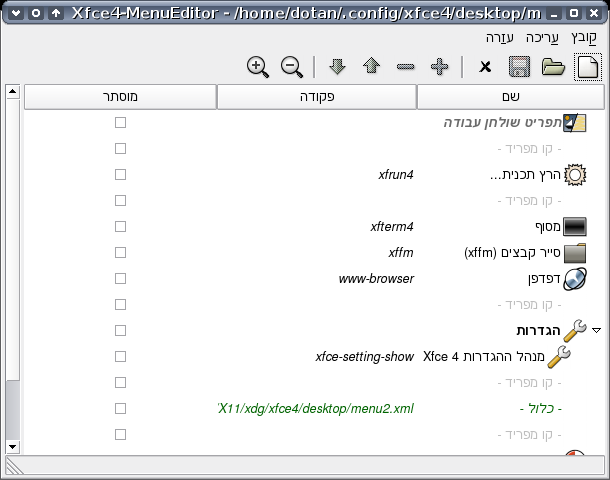 Xfce4-MenuEditor - /home/dotan/.config/xfce4/desktop/m
קובץ עריכה עזרה
שם פקודה מוסתר
תפריט שולחן עבודה
- קו מפריד -
הרץ תכנית... xfrun4
- קו מפריד -
מסוף xfterm4
סייר קבצים (xffm) xffm
דפדפן www-browser
- קו מפריד -
הגדרות
מנהל ההגדרות Xfce 4 xfce-setting-show
- קו מפריד -
- כלול - 'X11/xdg/xfce4/desktop/menu2.xml
- קו מפריד -